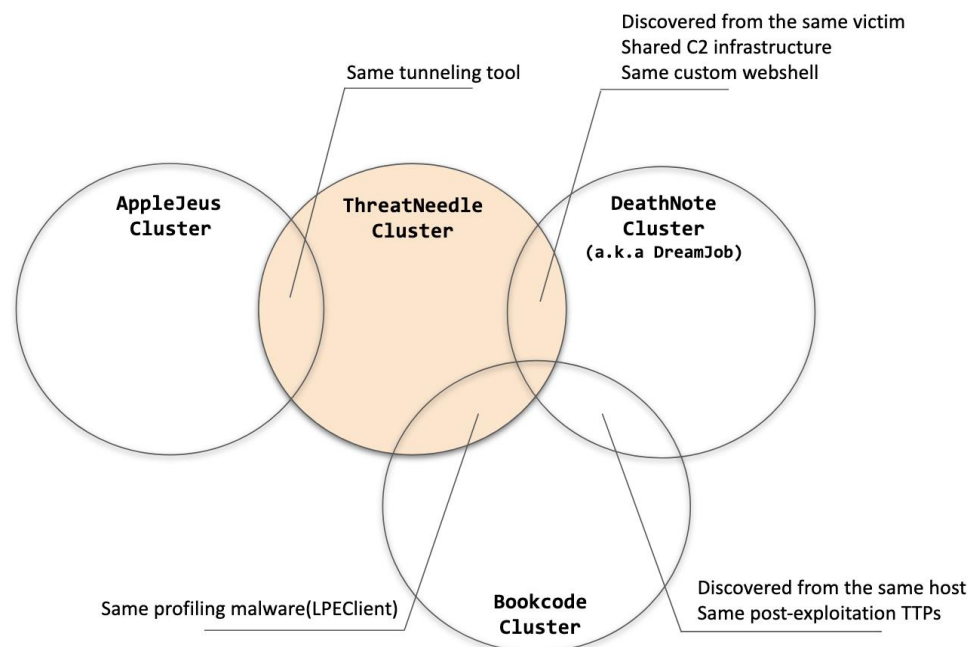 Discovered from the same victim
Shared C2 infrastructure
Same custom webshell
Same tunneling tool
AppleJeus
Cluster
ThreatNeedle
Cluster
DeathNote
Cluster
(a.k.a DreamJob)
Same profiling malware(LPEClient)
Bookcode
Cluster
Discovered from the same host
Same post-exploitation TTPs